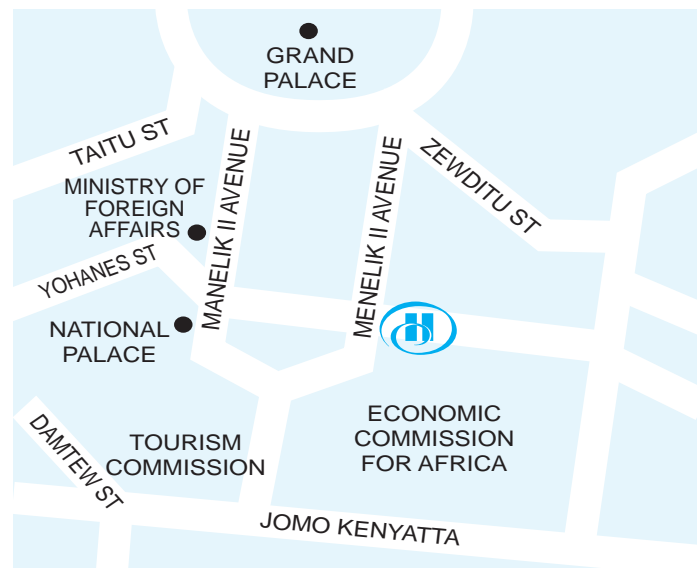 GRAND
PALACE
TAITU ST
ZEWDITU ST
MINISTRY OF
FOREIGN
AFFAIRS
MANELIK II AVENUE
MENELIK II AVENUE
YOHANES ST
NATIONAL
PALACE
H
DAMTEW ST
TOURISM
COMMISSION
ECONOMIC
COMMISSION
FOR AFRICA
JOMO KENYATTA